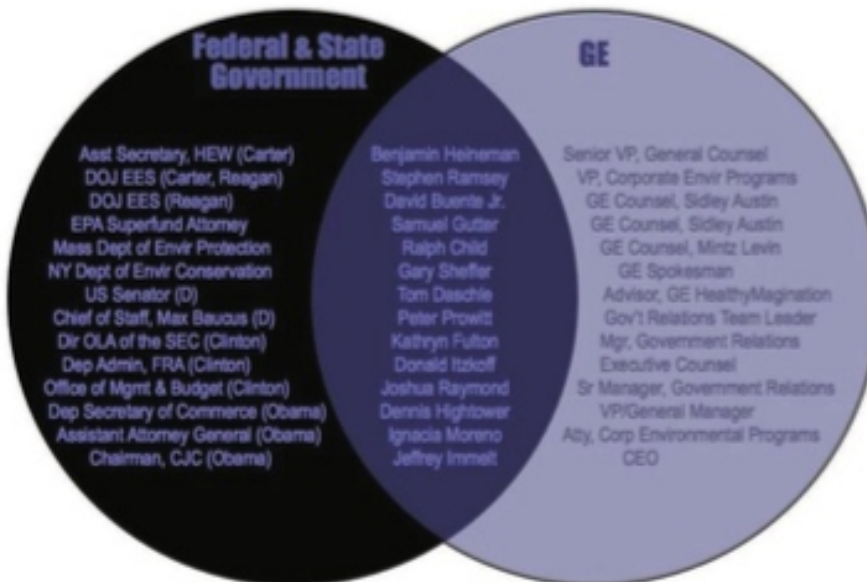 Federal & State
Government
GE
Asst Secretary, HEW (Carter) Benjamin Heineman Senior VP, General Counsel
DOJ EES (Carter, Reagan) Stephen Ramsey VP, Corporate Envir Programs
DOJ EES (Reagan) David Buente Jr. GE Counsel, Sidley Austin
EPA Superfund Attorney Samuel Gutter GE Counsel, Sidley Austin
Mass Dept of Envir Protection Ralph Child GE Counsel, Mintz Levin
NY Dept of Envir Conservation Gary Sheffer GE Spokesman
US Senator (D) Tom Daschle Advisor, GE HealthyMagination
Chief of Staff, Max Baucus (D) Peter Prowitt Gov't Relations Team Leader
Dir OLA of the SEC (Clinton) Kathryn Fulton Mgr, Government Relations
Dep Admin, FRA (Clinton) Donald Itzkoff Executive Counsel
Office of Mgmt & Budget (Clinton) Joshua Raymond Sr Manager, Government Relations
Dep Secretary of Commerce (Obama) Dennis Hightower VP/General Manager
Assistant Attorney General (Obama) Ignacia Moreno Atty, Corp Environmental Programs
Chairman, CJC (Obama) Jeffrey Immelt CEO